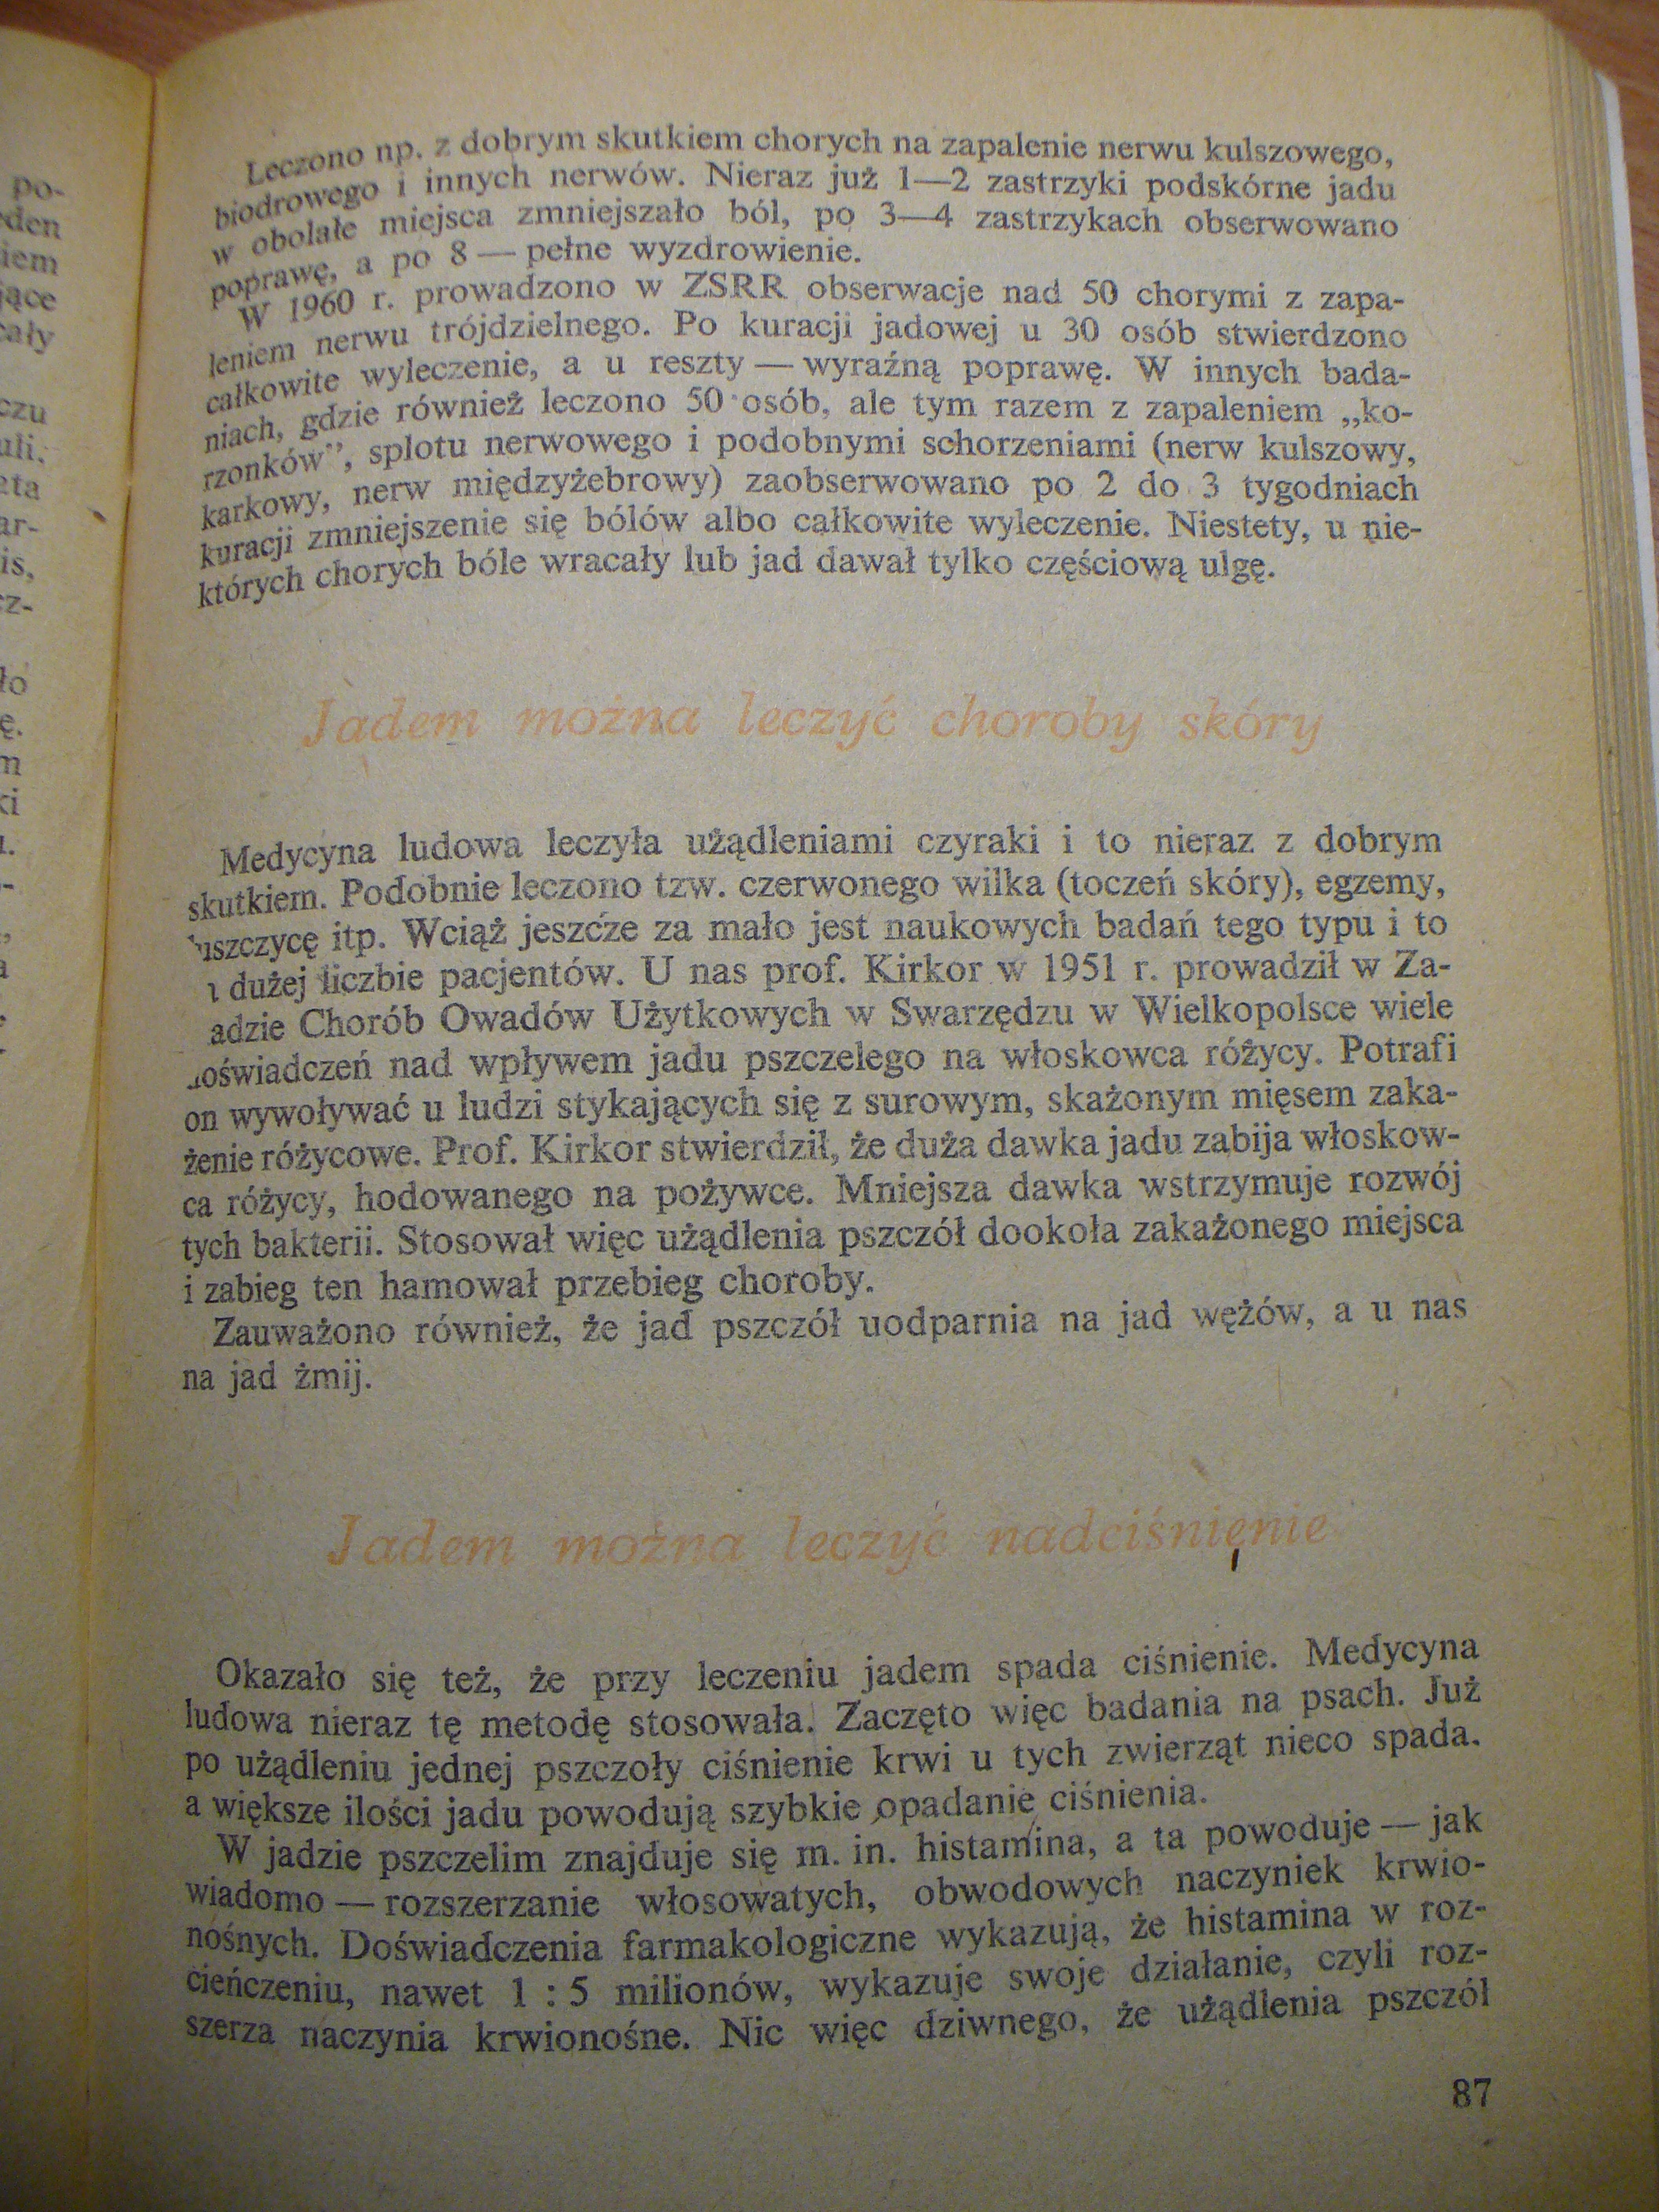 Leczono np. z dobrym skutkiem chorych na zapalenie nerwu kulszowego,
biodrowego i innych nerwów. Nieraz już 1—2 zastrzyki podskórne jadu
w obolałe miejsca zmniejszało ból, po 3—4 zastrzykach obserwowano
poprawę, a po 8 — pełne wyzdrowienie.
W 1960 r. prowadzono w ZSRR obserwacje nad 50 chorymi z zapa-
leniem nerwu trójdzielnego. Po kuracji jadowej u 30 osób stwierdzono
całkowite wyleczenie, a u reszty — wyraźną poprawę. W innych bada-
niach, gdzie również leczono 50 osób, ale tym razem z zapaleniem „ko-
rzonków”, splotu nerwowego i podobnymi schorzeniami (nerw kulszowy,
karkowy, nerw międzyżebrowy) zaobserwowano po 2 do 3 tygodniach
kuracji zmniejszenie się bólów albo całkowite wyleczenie. Niestety, u nie-
których chorych bóle wracały lub jad dawał tylko częściową ulgę.
Jadem można leczyć choroby skóry
Medycyna ludowa leczyła użądleniami czyraki i to nieraz z dobrym
skutkiem. Podobnie leczono tzw. czerwonego wilka (toczeń skóry), egzemy,
uszczycę itp. Wciąż jeszcze za mało jest naukowych badań tego typu i to
dużej liczbie pacjentów. U nas prof. Kirkor w 1951 r. prowadził w Za-
adzie Chorób Owadów Użytkowych w Swarzędzu w Wielkopolsce wiele
oświadczeń nad wpływem jadu pszczelego na włoskowca różycy. Potrafi
on wywoływać u ludzi stykających się z surowym, skażonym mięsem zaka-
żenie różycowe. Prof. Kirkor stwierdził, że duża dawka jadu zabija włoskow-
ca różycy, hodowanego na pożywce. Mniejsza dawka wstrzymuje rozwój
tych bakterii. Stosował więc użądlenia pszczół dookoła zakażonego miejsca
i zabieg ten hamował przebieg choroby.
Zauważono również, że jad pszczół uodparnia na jad wężów, a u nas
na jad żmij.
Jadem można leczyć nadciśnienie
Okazało się też, że przy leczeniu jadem spada ciśnienie. Medycyna
ludowa nieraz tę metodę stosowała. Zaczęto więc badania na psach. Już
po użądleniu jednej pszczoły ciśnienie krwi u tych zwierząt nieco spada.
a większe ilości jadu powodują szybkie opadanie ciśnienia.
W jadzie pszczelim znajduje się m. in. histamina, a ta powoduje — jak
wiadomo — rozszerzanie włosowatych, obwodowych naczyniek krwio-
nośnych. Doświadczenia farmakologiczne wykazują, że histamina w roz-
cieńczeniu, nawet 1 : 5 milionów, wykazuje swoje działanie, czyli roz-
szerza naczynia krwionośne. Nic więc dziwnego, że użądlenia pszczół
87